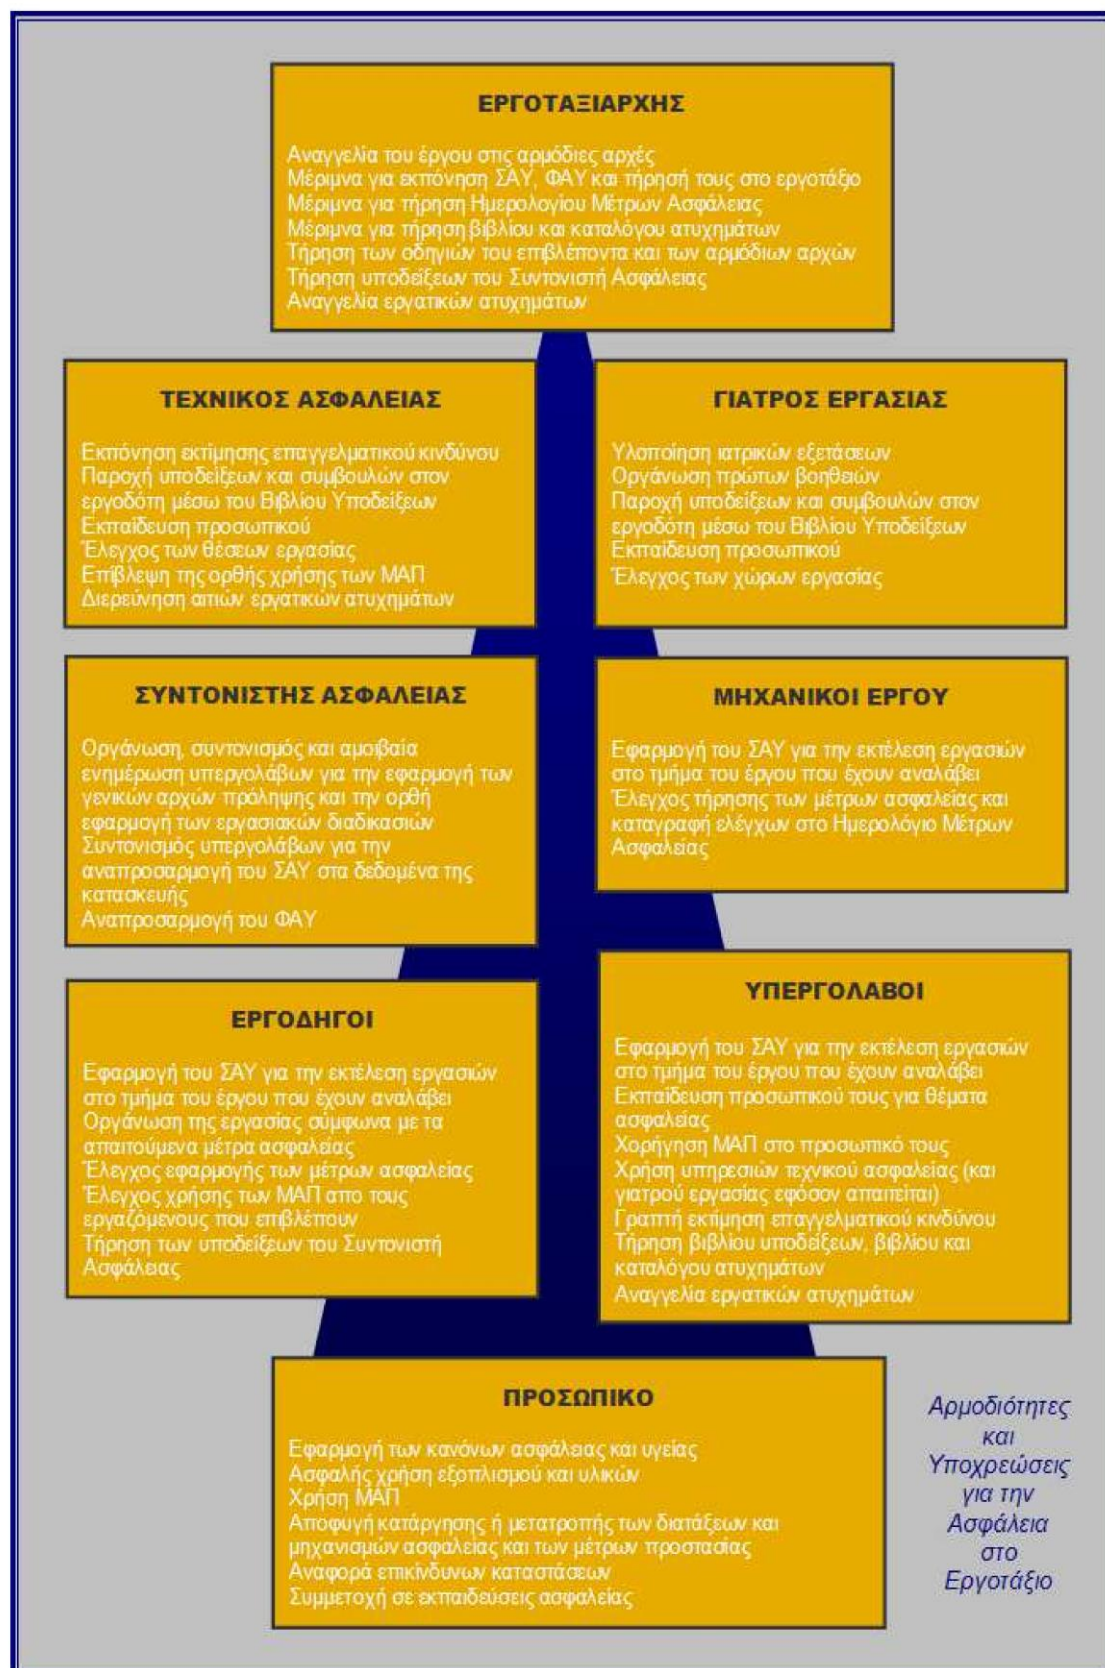 ΕΡΓΟΤΑΞΙΑΡΧΗΣ
Αναγγελία του έργου στις αρμόδιες αρχές
Μέριμνα για εκπόνηση ΣΑΥ, ΦΑΥ και τήρησή τους στο εργοτάξιο
Μέριμνα για τήρηση Ημερολογίου Μέτρων Ασφάλειας
Μέριμνα για τήρηση βιβλίου και καταλόγου ατυχημάτων
Τήρηση των οδηγιών του επιβλέποντα και των αρμόδιων αρχών
Τήρηση υποδείξεων του Συντονιστή Ασφάλειας
Αναγγελία εργατικών ατυχημάτων
ΤΕΧΝΙΚΟΣ ΑΣΦΑΛΕΙΑΣ
Εκπόνηση εκτίμησης επαγγελματικού κινδύνου
Παροχή υποδείξεων και συμβουλών στον
εργοδότη μέσω του Βιβλίου Υποδείξεων
Εκπαίδευση προσωπικού
Έλεγχος των θέσεων εργασίας
Επίβλεψη της ορθής χρήσης των ΜΑΠ
Διερεύνηση αιτιών εργατικών ατυχημάτων
ΓΙΑΤΡΟΣ ΕΡΓΑΣΙΑΣ
Υλοποίηση ιατρικών εξετάσεων
Οργάνωση πρώτων βοηθειών
Παροχή υποδείξεων και συμβουλών στον
εργοδότη μέσω του Βιβλίου Υποδείξεων
Εκπαίδευση προσωπικού
Έλεγχος των χώρων εργασίας
ΣΥΝΤΟΝΙΣΤΗΣ ΑΣΦΑΛΕΙΑΣ
Οργάνωση, συντονισμός και αμοιβαία
ενημέρωση υπεργολάβων για την εφαρμογή των
γενικών αρχών πρόληψης και την ορθή
εφαρμογή των εργασιακών διαδικασιών
Συντονισμός υπεργολάβων για την
αναπροσαρμογή του ΣΑΥ στα δεδομένα της
κατασκευής
Αναπροσαρμογή του ΦΑΥ
ΜΗΧΑΝΙΚΟΙ ΕΡΓΟΥ
Εφαρμογή του ΣΑΥ για την εκτέλεση εργασιών
στο τμήμα του έργου που έχουν αναλάβει
Έλεγχος τήρησης των μέτρων ασφαλείας και
καταγραφή ελέγχων στο Ημερολόγιο Μέτρων
Ασφαλείας
ΕΡΓΟΔΗΓΟΙ
Εφαρμογή του ΣΑΥ για την εκτέλεση εργασιών
στο τμήμα του έργου που έχουν αναλάβει
Οργάνωση της εργασίας σύμφωνα με τα
απαιτούμενα μέτρα ασφαλείας
Έλεγχος εφαρμογής των μέτρων ασφαλείας
Έλεγχος χρήσης των ΜΑΠ απο τους
εργαζόμενους που επιβλέπουν
Τήρηση των υποδείξεων του Συντονιστή
Ασφάλειας
ΥΠΕΡΓΟΛΑΒΟΙ
Εφαρμογή του ΣΑΥ για την εκτέλεση εργασιών
στο τμήμα του έργου που έχουν αναλάβει
Εκπαίδευση προσωπικού τους για θέματα
ασφαλείας
Χορήγηση ΜΑΠ στο προσωπικό τους
Χρήση υπηρεσιών τεχνικού ασφαλείας (και
γιατρού εργασίας εφόσον απαιτείται)
Γραπτή εκτίμηση επαγγελματικού κινδύνου
Τήρηση βιβλίου υποδείξεων, βιβλίου και
καταλόγου ατυχημάτων
Αναγγελία εργατικών ατυχημάτων
ΠΡΟΣΩΠΙΚΟ
Εφαρμογή των κανόνων ασφάλειας και υγείας
Ασφαλής χρήση εξοπλισμού και υλικών
Χρήση ΜΑΠ
Αποφυγή κατάργησης ή μετατροπής των διατάξεων και
μηχανισμών ασφαλείας και των μέτρων προστασίας
Αναφορά επικίνδυνων καταστάσεων
Συμμετοχή σε εκπαιδεύσεις ασφαλείας
Αρμοδιότητες
και
Υποχρεώσεις
για την
Ασφάλεια
στο
Εργοτάξιο